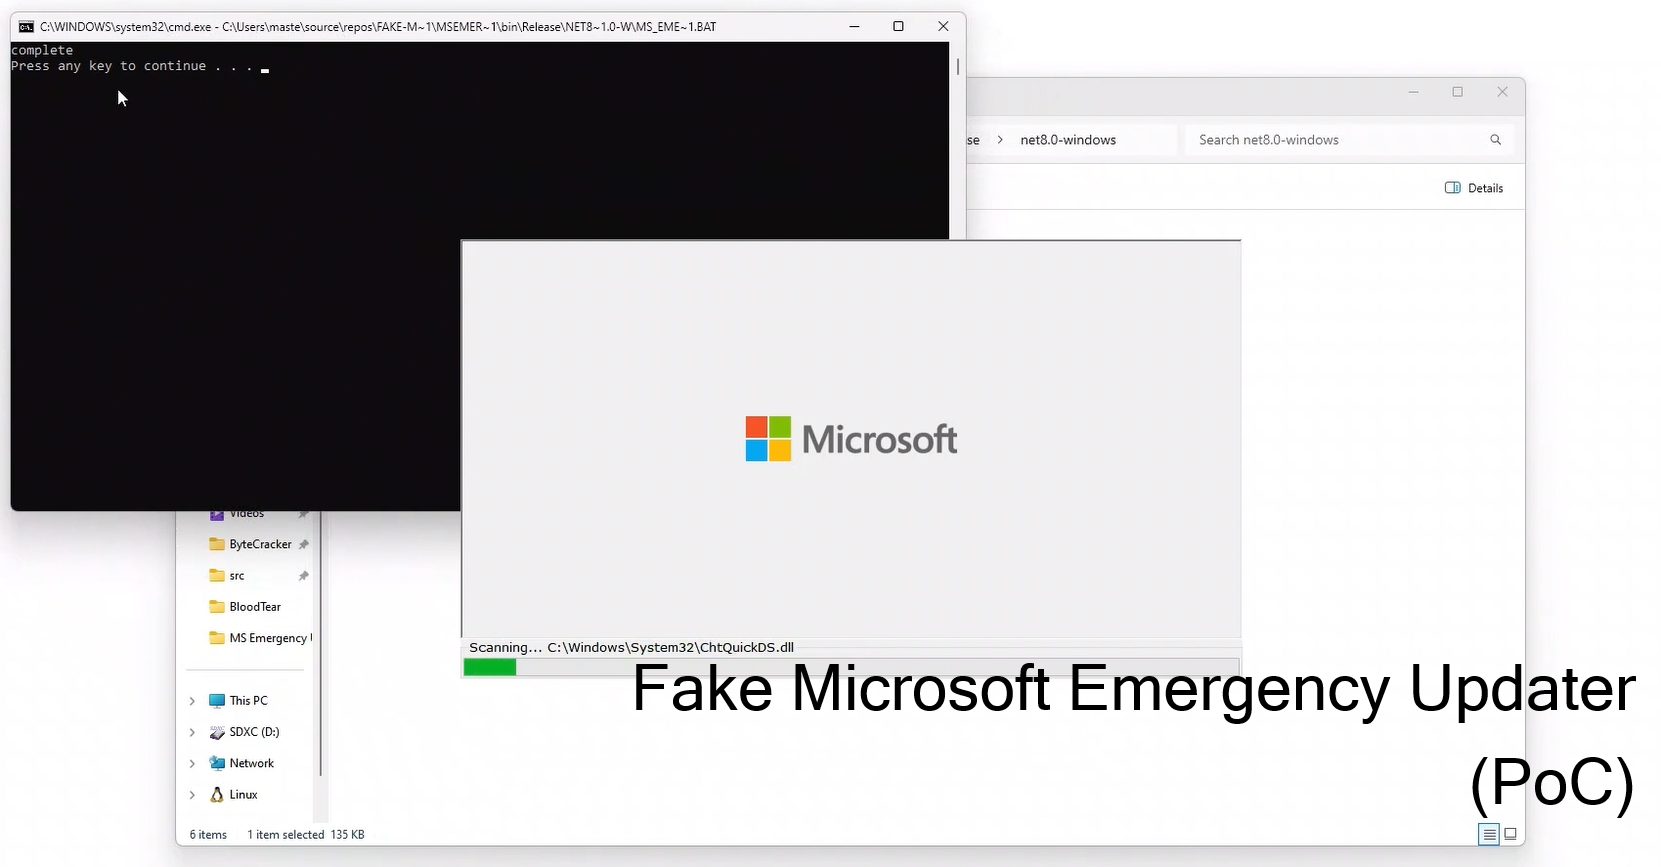 C:\WINDOWS\system32\cmd.exe - C:\Users\maste\source\repos\FAKE-M~1\MSEMER~1\bin\Release\NET8~1.0-W\MS_EME~1.BAT
complete
Press any key to continue . . .
se > net8.0-windows
Search net8.0-windows
Details
Microsoft
Scanning... C:\Windows\System32\ChtQuickDS.dll
Fake Microsoft Emergency Updater
(PoC)
Videos
ByteCracker
src
BloodTear
MS Emergency
This PC
SDXC (D:)
Network
Linux
6 items 1 item selected 135 KB